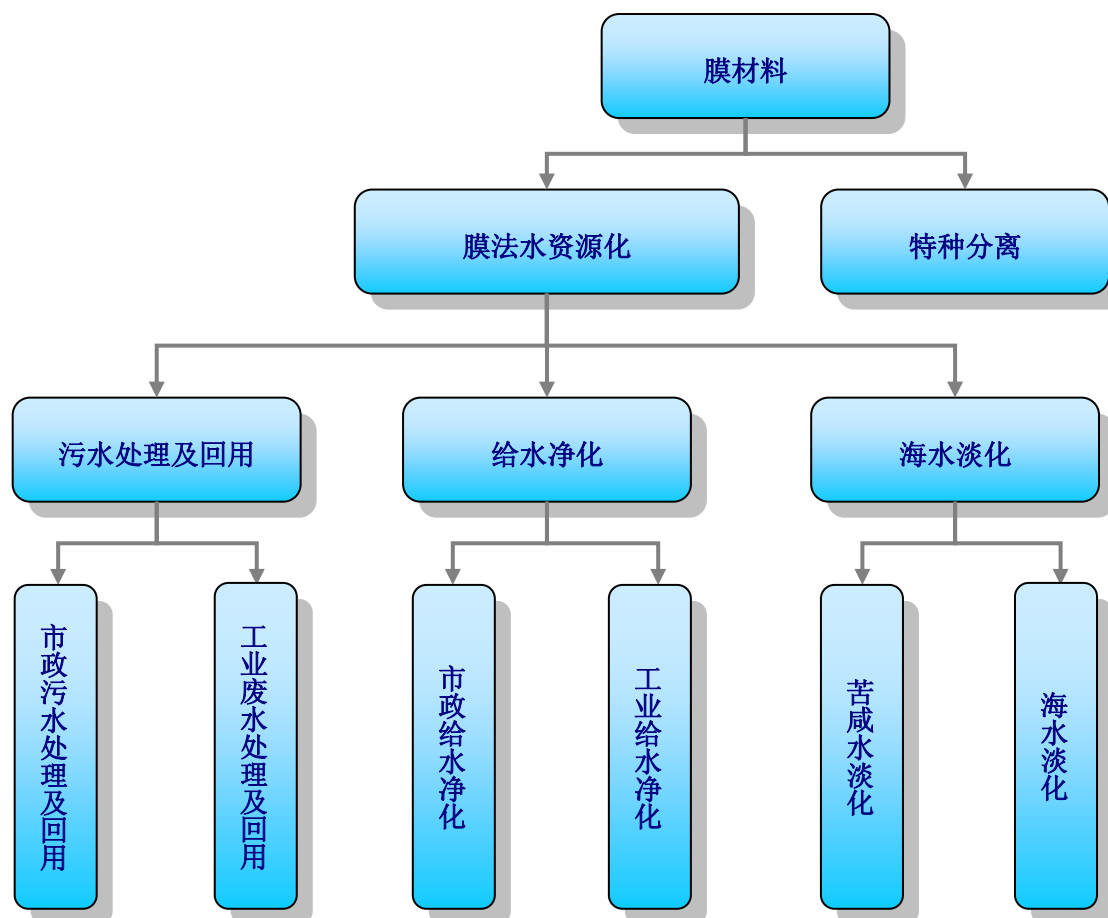 膜材料
膜法水资源化
特种分离
污水处理及回用
给水净化
海水淡化
市政污水处理及回用
工业废水处理及回用
市政给水净化
工业给水净化
苦咸水淡化
海水淡化